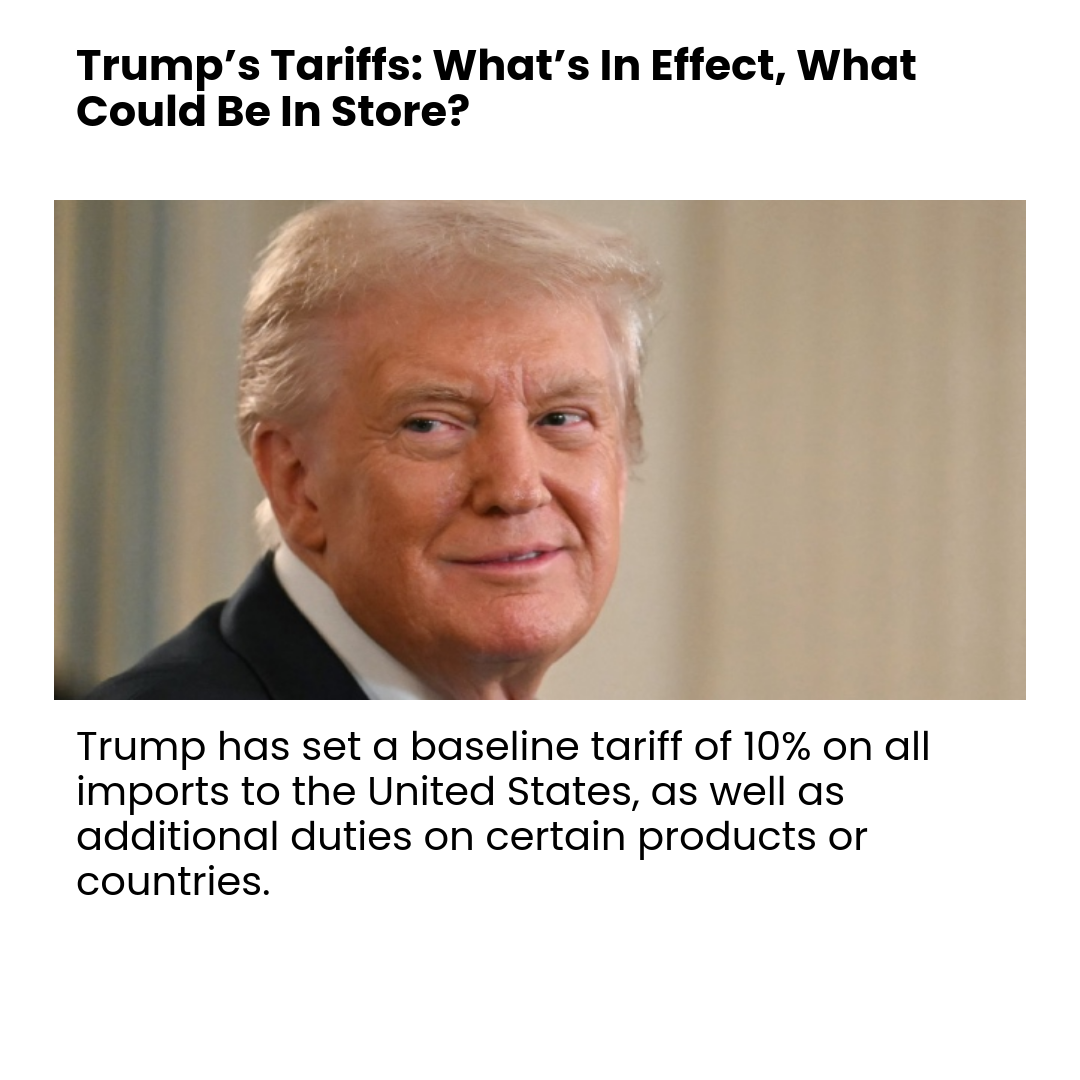 Trump’s Tariffs: What’s In Effect, What
Could Be In Store?
Trump has set a baseline tariff of 10% on all
imports to the United States, as well as
additional duties on certain products or
countries.